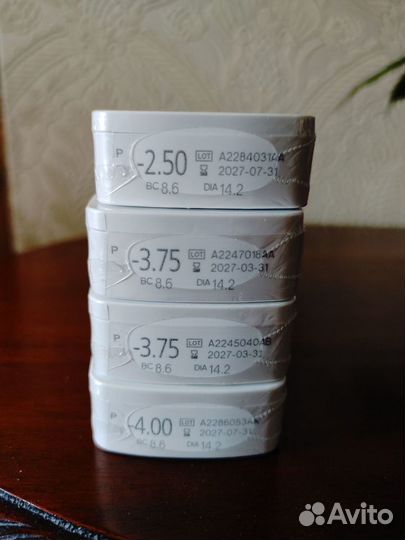 P -2.50 LOT A2284031AA
2027-07-31
BC 8.6 DIA 14.2
P -3.75 LOT A2247018AA
2027-03-31
BC 8.6 DIA 14.2
P -3.75 LOT A2245040AB
2027-03-31
BC 8.6 DIA 14.2
P -4.00 LOT
2027-07-31
BC 8.6 DIA 14.2
Avito